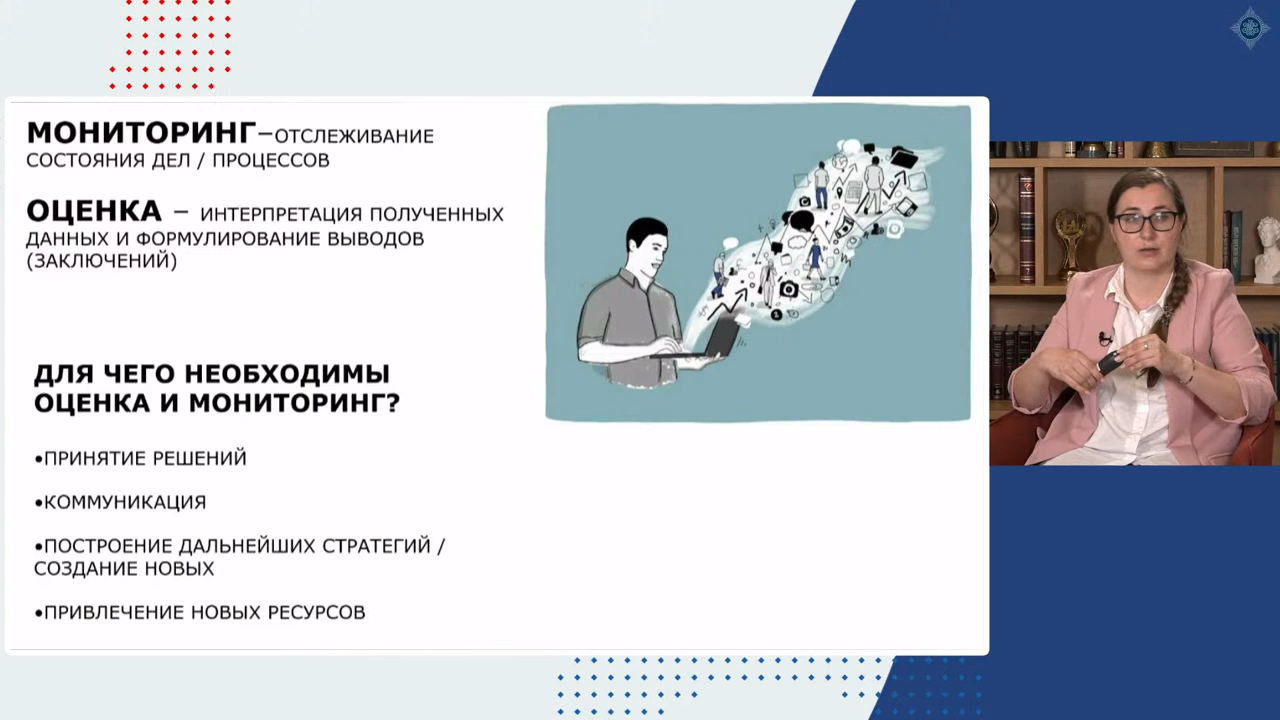 МОНИТОРИНГ–ОТСЛЕЖИВАНИЕ
СОСТОЯНИЯ ДЕЛ / ПРОЦЕССОВ
ОЦЕНКА – ИНТЕРПРЕТАЦИЯ ПОЛУЧЕННЫХ
ДАННЫХ И ФОРМУЛИРОВАНИЕ ВЫВОДОВ
(ЗАКЛЮЧЕНИЙ)
ДЛЯ ЧЕГО НЕОБХОДИМЫ
ОЦЕНКА И МОНИТОРИНГ?
•ПРИНЯТИЕ РЕШЕНИЙ
•КОММУНИКАЦИЯ
•ПОСТРОЕНИЕ ДАЛЬНЕЙШИХ СТРАТЕГИЙ /
СОЗДАНИЕ НОВЫХ
•ПРИВЛЕЧЕНИЕ НОВЫХ РЕСУРСОВ